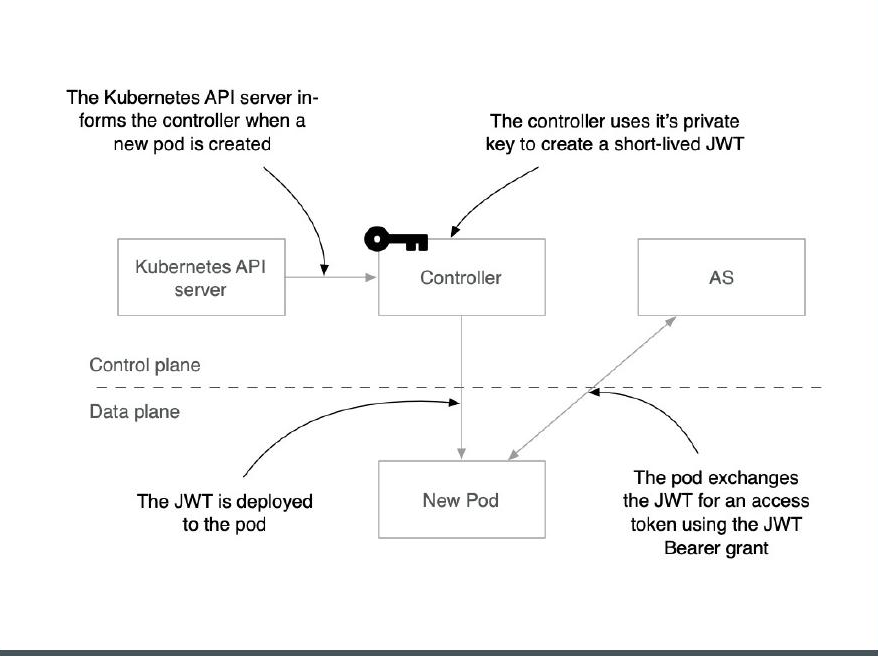 The Kubernetes API server in-
forms the controller when a
new pod is created
The controller uses it's private
key to create a short-lived JWT
Kubernetes API
server
Controller
AS
Control plane
Data plane
The JWT is deployed
to the pod
New Pod
The pod exchanges
the JWT for an access
token using the JWT
Bearer grant